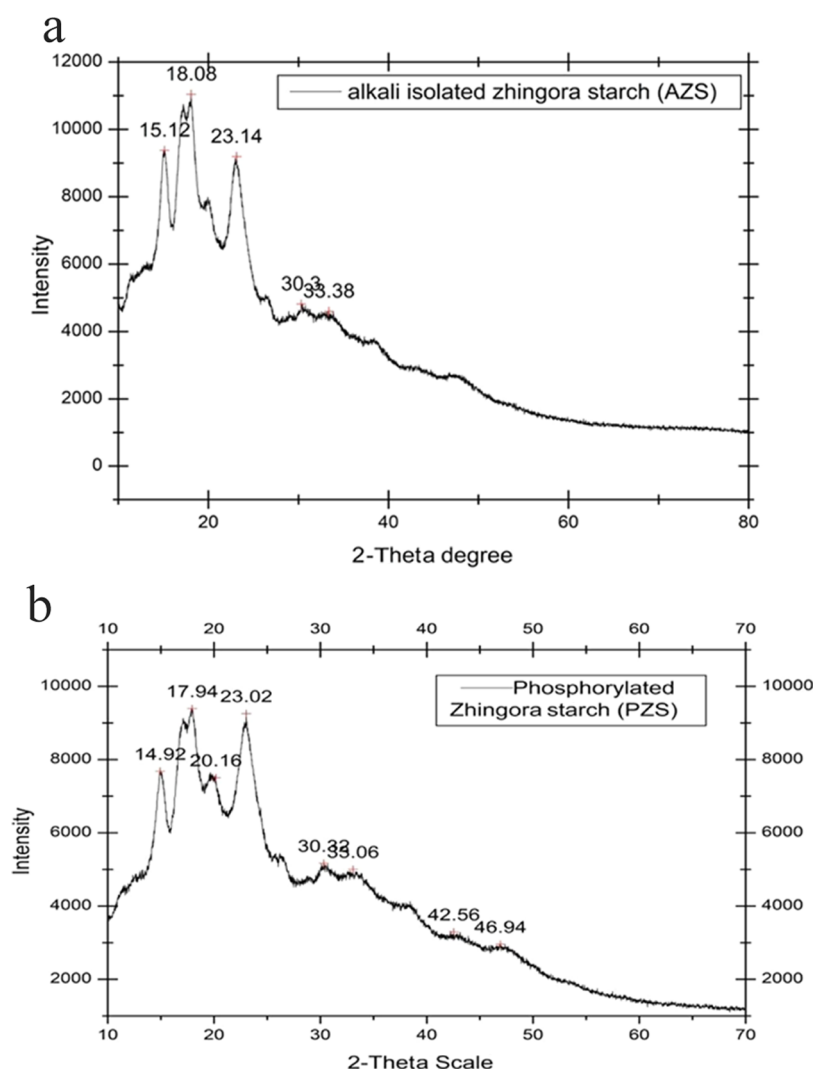 a
12000
10000
8000
6000
4000
2000
0
Intensity
18.08
15.12
23.14
30.3
33.38
alkali isolated zhingora starch (AZS)
20 40 60 80
2-Theta degree
b
10 20 30 40 50 60 70
10000 10000
8000 8000
6000 6000
4000 4000
2000 2000
Intensity
17.94 23.02
14.92 20.16
30.32 33.06
42.56 46.94
Phosphorylated
Zhingora starch (PZS)
10 20 30 40 50 60 70
2-Theta Scale